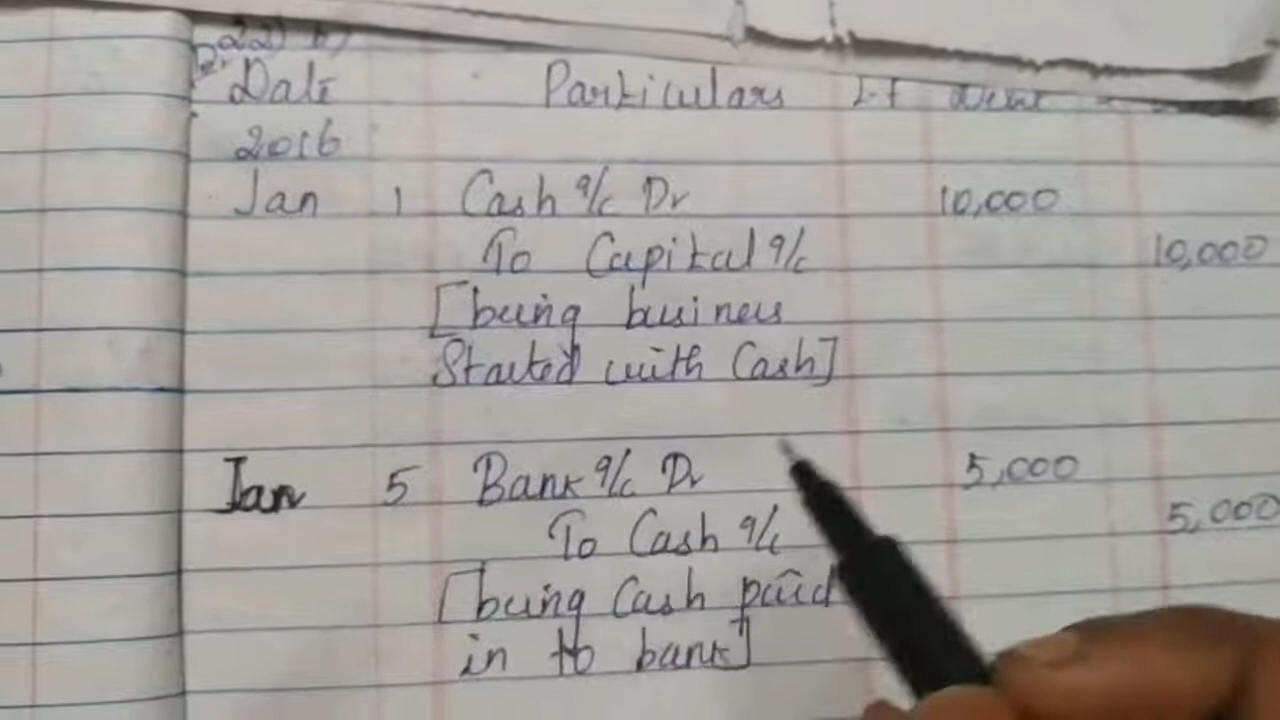 22) b)
Date Particulars L.f
2016
Jan 1 Cash a/c Dr 10,000
To Capital a/c 10,000
[being business
Started with Cash]
Jan 5 Bank a/c Dr 5,000
To Cash a/c 5,000
[being Cash paid
in to bank]